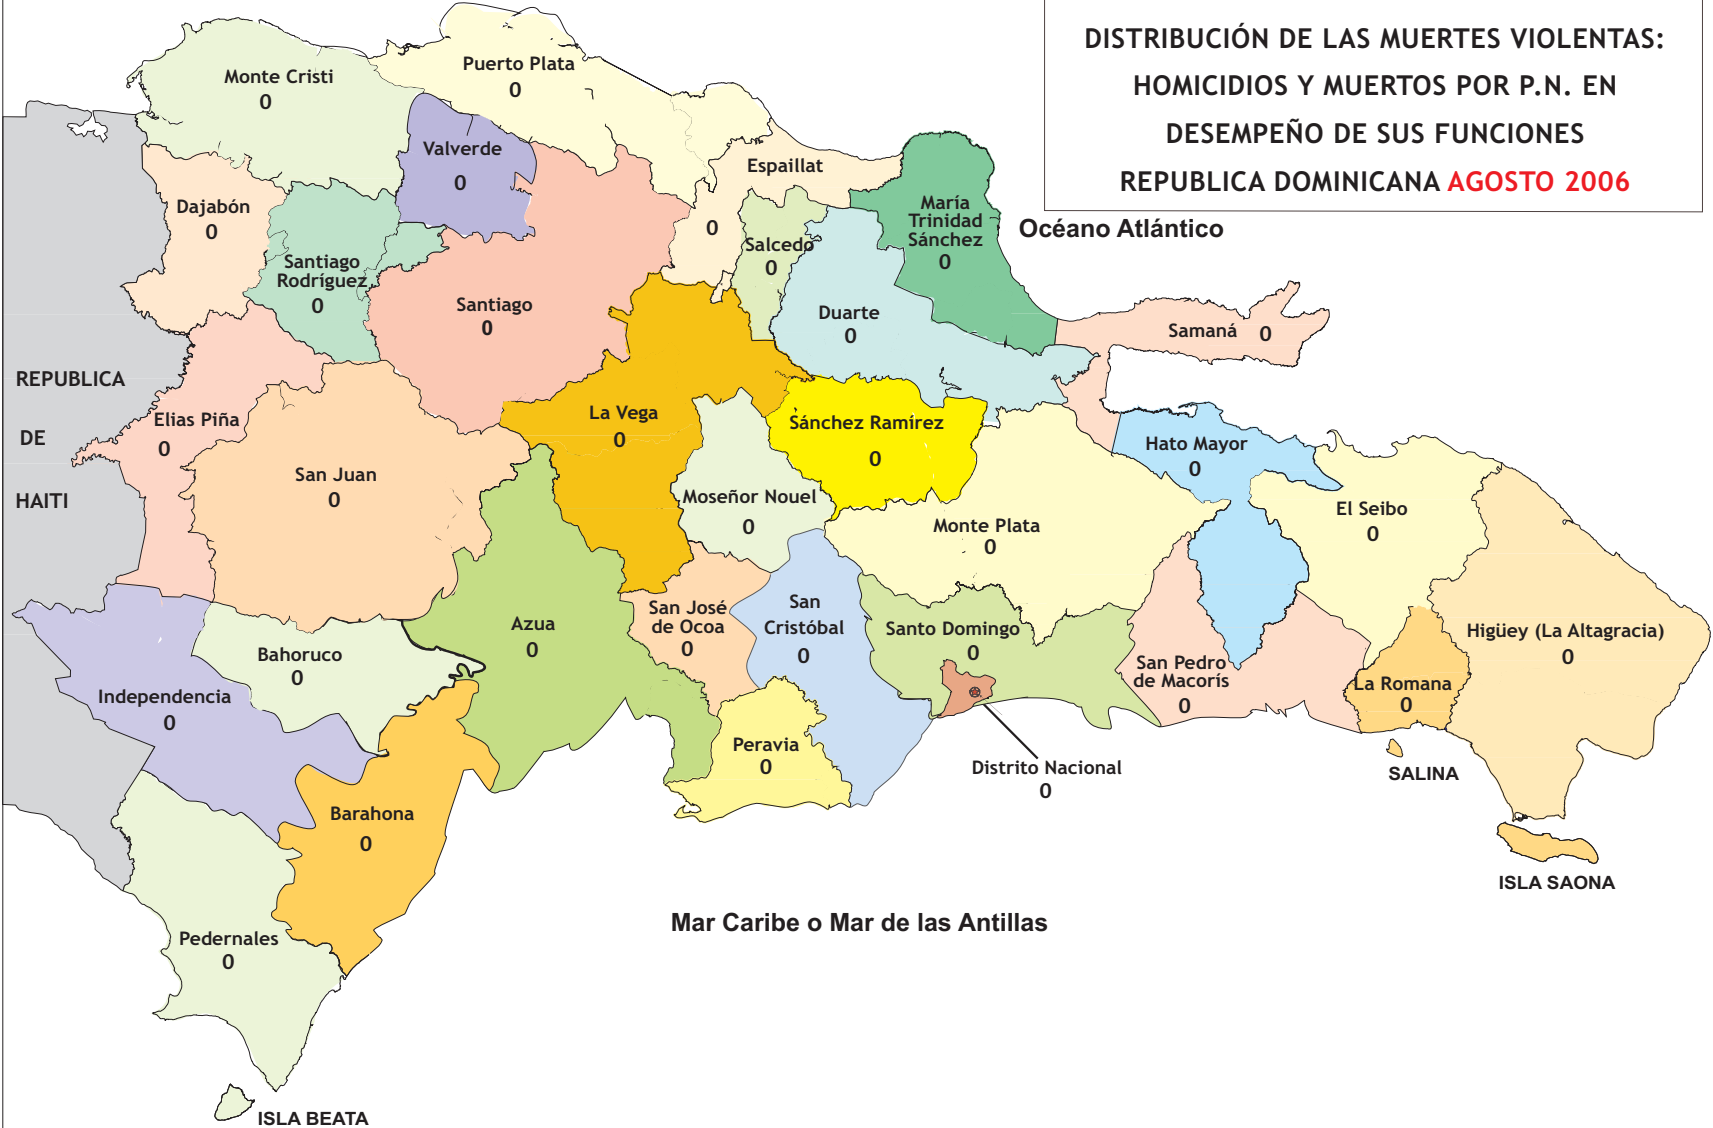 DISTRIBUCIÓN DE LAS MUERTES VIOLENTAS:
HOMICIDIOS Y MUERTOS POR P.N. EN
DESEMPEÑO DE SUS FUNCIONES
REPUBLICA DOMINICANA AGOSTO 2006
Monte Cristi
0
Puerto Plata
0
Valverde
0
Espaillat
0
Dajabón
0
Santiago
Rodríguez
0
María
Trinidad
Sánchez
0
Océano Atlántico
Salcedo
0
Santiago
0
Duarte
0
Samaná 0
REPUBLICA
DE
HAITI
Elias Piña
0
San Juan
0
La Vega
0
Sánchez Ramírez
0
Hato Mayor
0
Moseñor Nouel
0
Monte Plata
0
El Seibo
0
San José
de Ocoa
0
San
Cristóbal
0
Azua
0
Santo Domingo
0
Higüey (La Altagracia)
0
Bahoruco
0
Independencia
0
San Pedro
de Macorís
0
La Romana
0
Peravia
0
Distrito Nacional
0
SALINA
Barahona
0
ISLA SAONA
Mar Caribe o Mar de las Antillas
Pedernales
0
ISLA BEATA